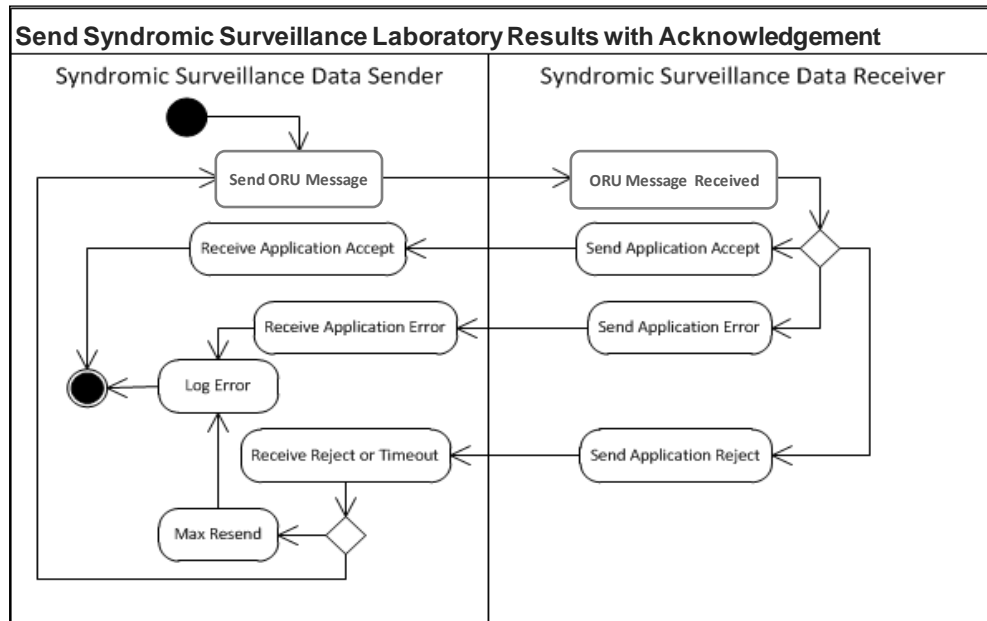 Send Syndromic Surveillance Laboratory Results with Acknowledgement
Syndromic Surveillance Data Sender
Syndromic Surveillance Data Receiver
Send ORU Message
ORU Message Received
Receive Application Accept
Send Application Accept
Receive Application Error
Send Application Error
Log Error
Receive Reject or Timeout
Send Application Reject
Max Resend